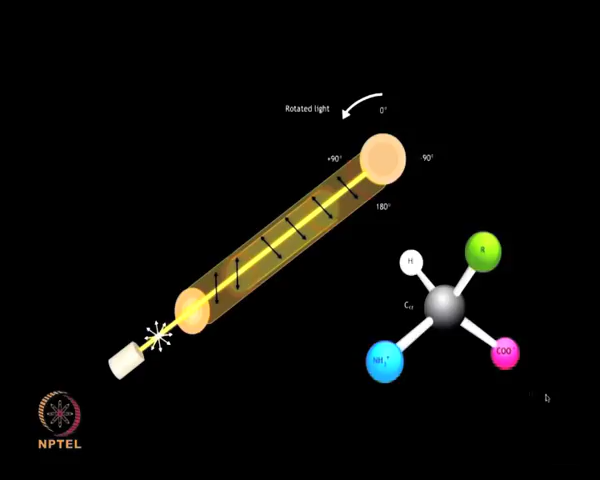 Rotated light
0°
+90°
90°
180°
H
R
Cα
NH₃⁺
COO⁻
NPTEL